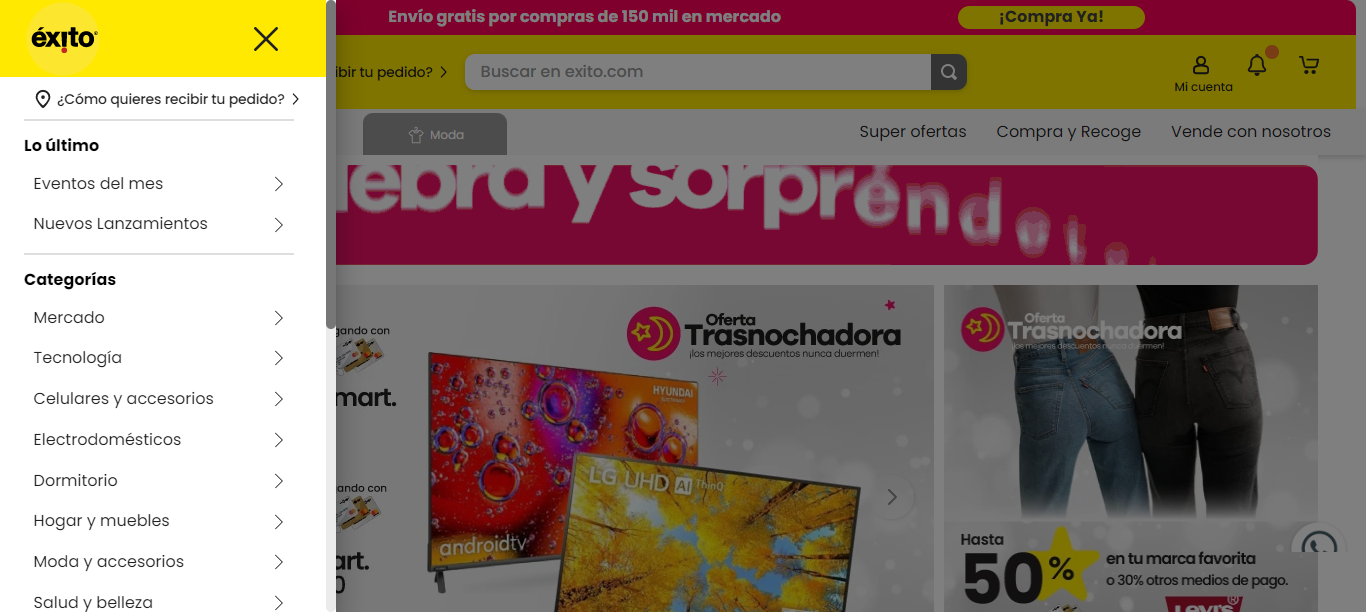 éxito
¿Cómo quieres recibir tu pedido?
Lo último
Eventos del mes
Nuevos Lanzamientos
Categorías
Mercado
Tecnología
Celulares y accesorios
Electrodomésticos
Dormitorio
Hogar y muebles
Moda y accesorios
Salud y belleza
Envío gratis por compras de 150 mil en mercado
¡Compra Ya!
ibir tu pedido?
Buscar en exito.com
Mi cuenta
Moda
Super ofertas
Compra y Recoge
Vende con nosotros
lebra y sorprendo
gando con
mart.
ando con
art.
0
Oferta
Trasnochadora
¡los mejores descuentos nunca duermen!
HYUNDAI
LG UHD AI ThinQ
androidtv
Oferta
Trasnochadora
¡los mejores descuentos nunca duermen!
Hasta
50%
en tu marca favorita
o 30% otros medios de pago.
Levi's